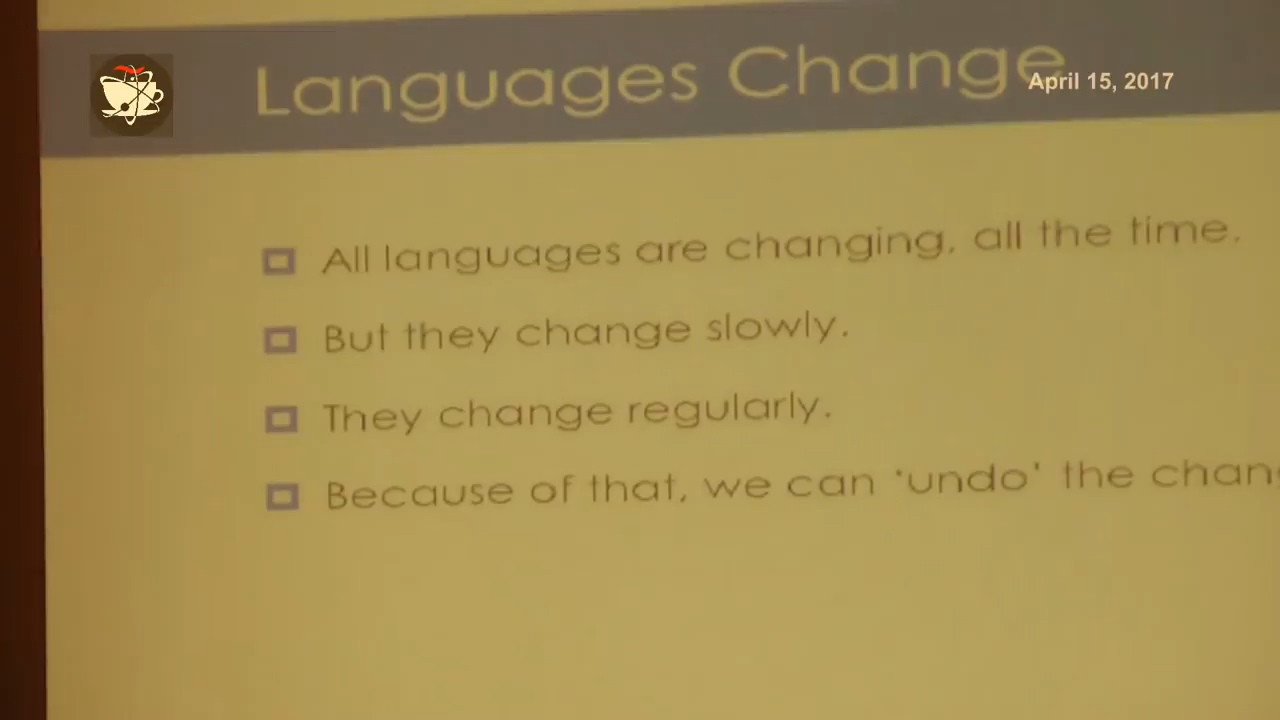 Languages Change
April 15, 2017
All languages are changing, all the time.
But they change slowly.
They change regularly.
Because of that, we can 'undo' the